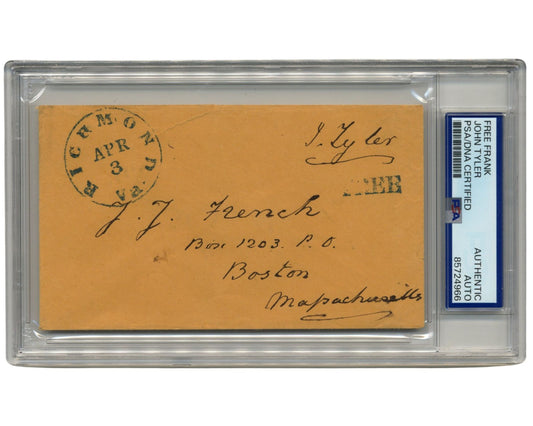 RICHMOND VA
APR
3
J. Tyler
FREE
J. J. French
Box 1203. P. O.
Boston
Massachusetts
FREE FRANK
JOHN TYLER
PSA/DNA CERTIFIED
PSA
AUTHENTIC
AUTO
85724966